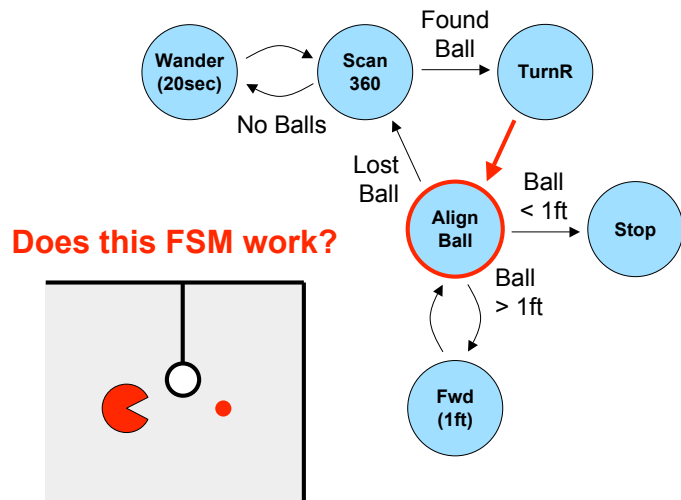 Found
Ball
Wander
(20sec)
Scan
360
TurnR
No Balls
Lost
Ball
Align
Ball
Ball
< 1ft
Stop
Does this FSM work?
Ball
> 1ft
Fwd
(1ft)